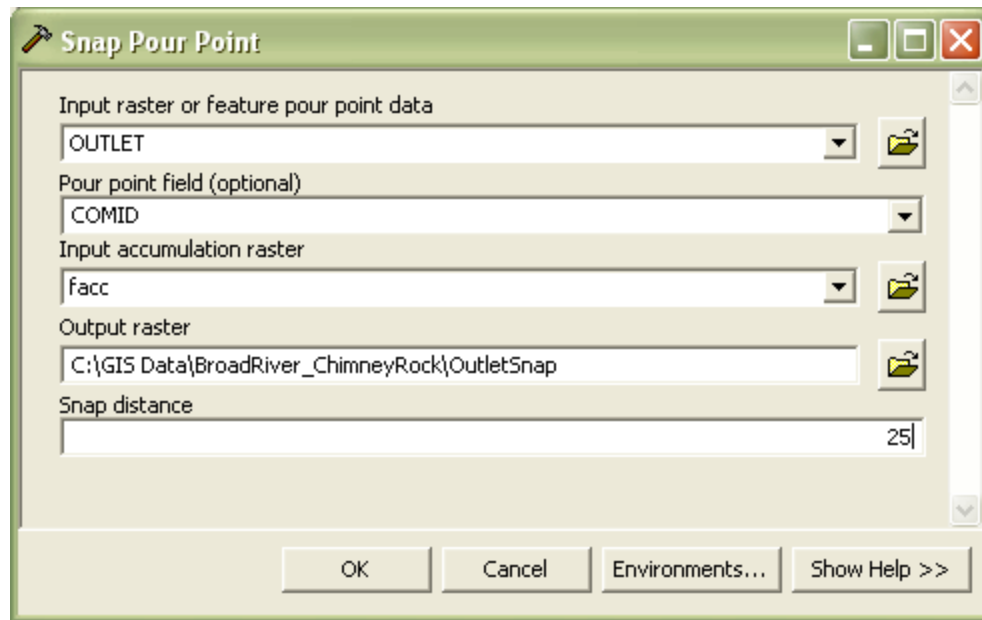 Snap Pour Point
Input raster or feature pour point data
OUTLET
Pour point field (optional)
COMID
Input accumulation raster
facc
Output raster
C:\GIS Data\BroadRiver_ChimneyRock\OutletSnap
Snap distance
25
OK Cancel Environments... Show Help >>